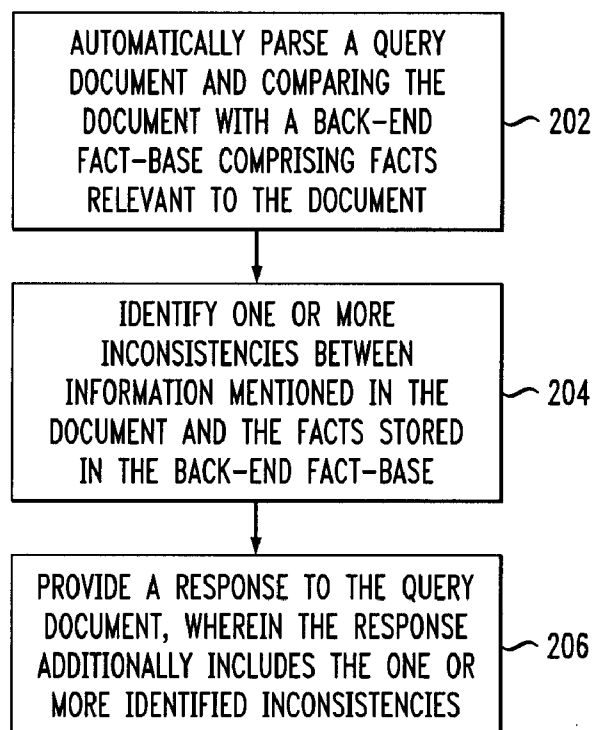 AUTOMATICALLY PARSE A QUERY
DOCUMENT AND COMPARING THE
DOCUMENT WITH A BACK-END
FACT-BASE COMPRISING FACTS
RELEVANT TO THE DOCUMENT
202
IDENTIFY ONE OR MORE
INCONSISTENCIES BETWEEN
INFORMATION MENTIONED IN THE
DOCUMENT AND THE FACTS STORED
IN THE BACK-END FACT-BASE
204
PROVIDE A RESPONSE TO THE QUERY
DOCUMENT, WHEREIN THE RESPONSE
ADDITIONALLY INCLUDES THE ONE OR
MORE IDENTIFIED INCONSISTENCIES
206